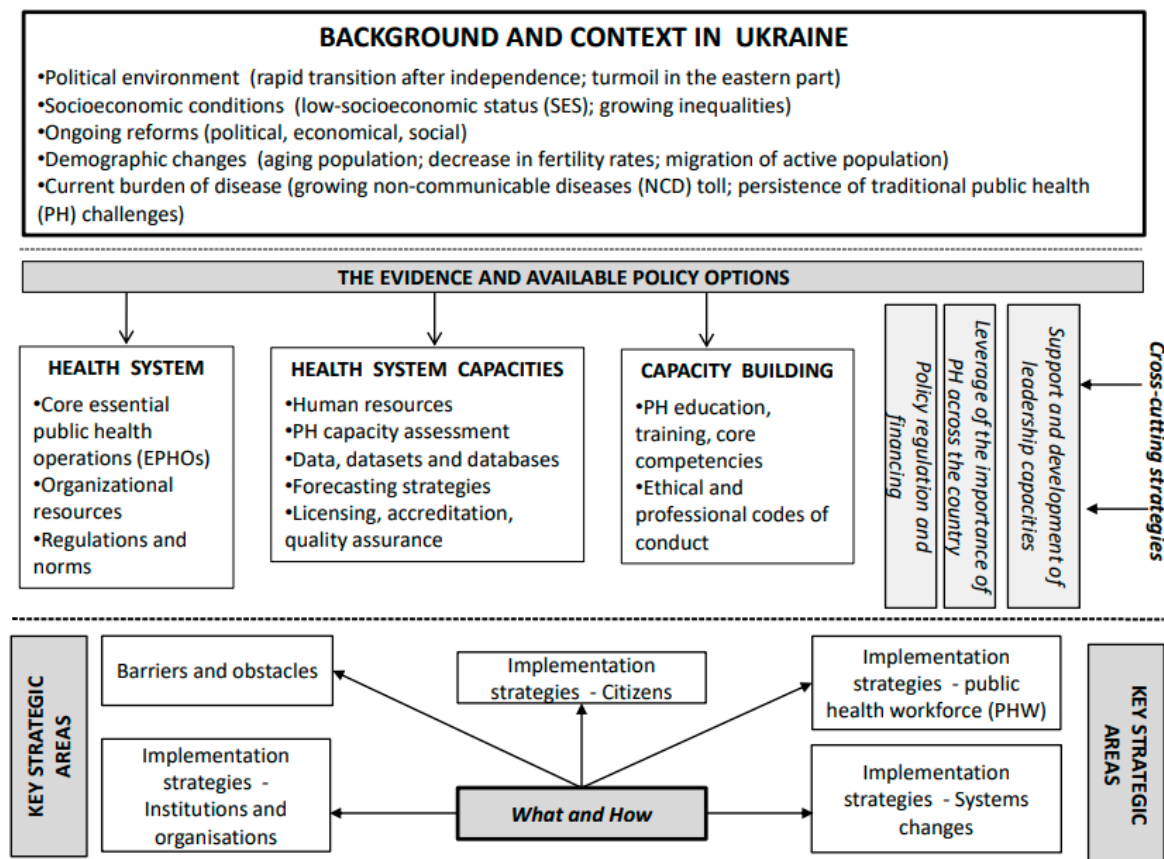 BACKGROUND AND CONTEXT IN UKRAINE
•Political environment (rapid transition after independence; turmoil in the eastern part)
•Socioeconomic conditions (low-socioeconomic status (SES); growing inequalities)
•Ongoing reforms (political, economical, social)
•Demographic changes (aging population; decrease in fertility rates; migration of active population)
•Current burden of disease (growing non-communicable diseases (NCD) toll; persistence of traditional public health
(PH) challenges)
THE EVIDENCE AND AVAILABLE POLICY OPTIONS
HEALTH SYSTEM
•Core essential
public health
operations (EPHOs)
•Organizational
resources
•Regulations and
norms
HEALTH SYSTEM CAPACITIES
•Human resources
•PH capacity assessment
•Data, datasets and databases
•Forecasting strategies
•Licensing, accreditation,
quality assurance
CAPACITY BUILDING
•PH education,
training, core
competencies
•Ethical and
professional codes of
conduct
Policy regulation and
financing
Leverage of the importance of
PH across the country
Support and development of
leadership capacities
Cross-cutting strategies
KEY STRATEGIC
AREAS
Barriers and obstacles
Implementation
strategies -
Institutions and
organisations
Implementation
strategies - Citizens
What and How
Implementation
strategies - public
health workforce (PHW)
Implementation
strategies - Systems
changes
KEY STRATEGIC
AREAS